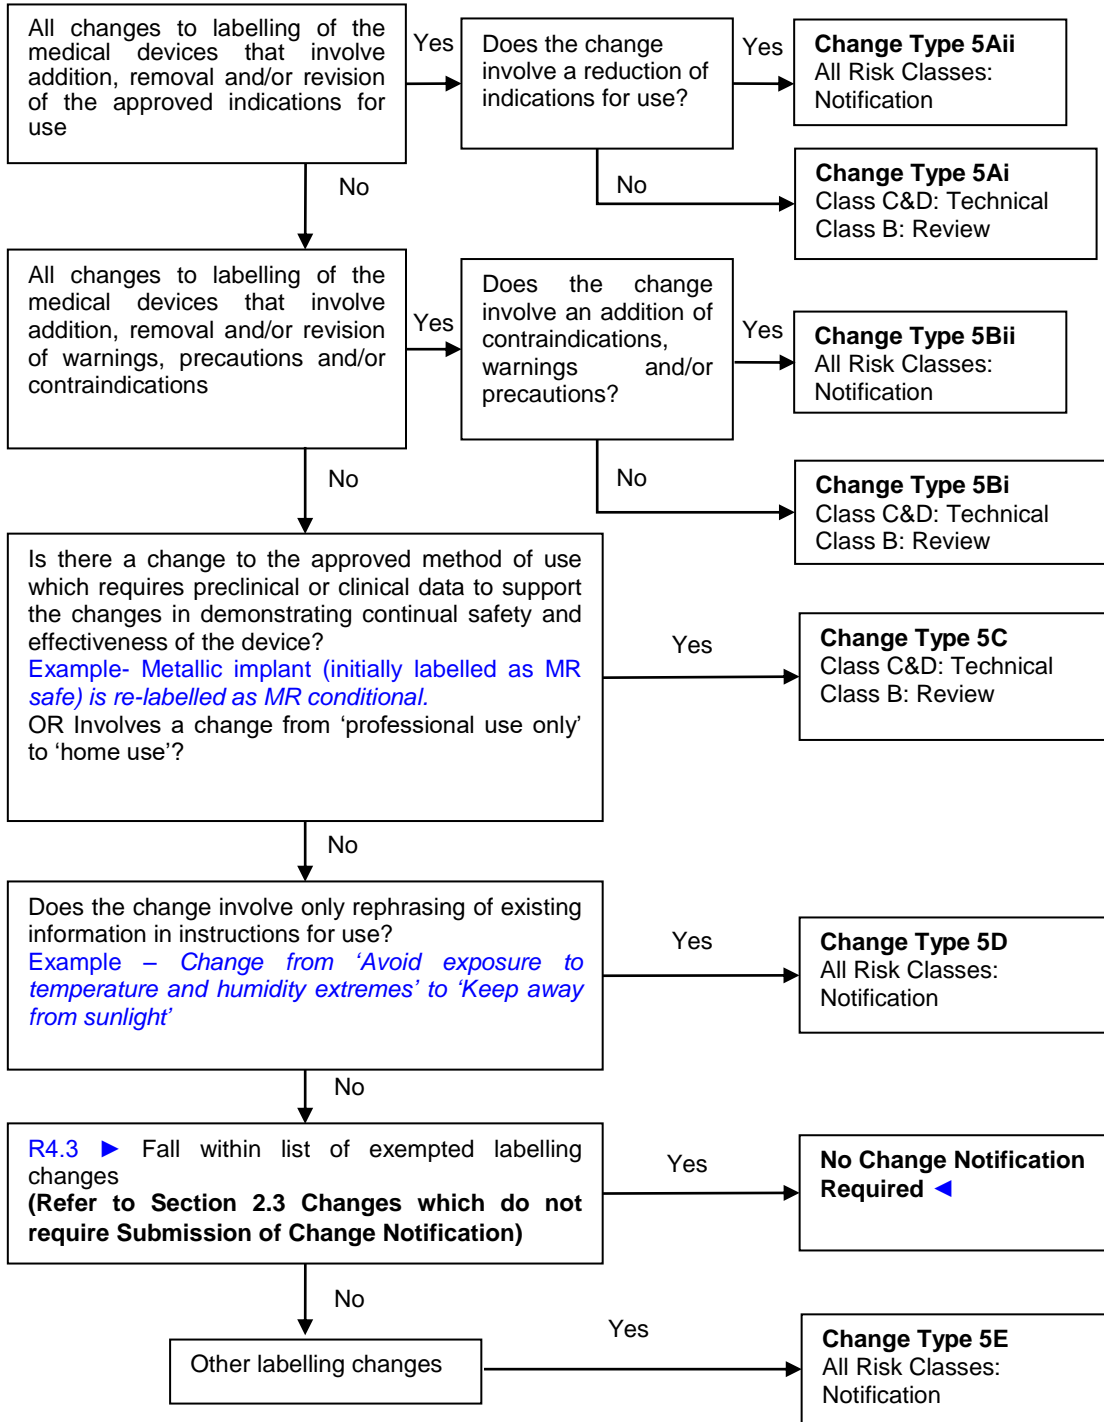 All changes to labelling of the
medical devices that involve
addition, removal and/or revision
of the approved indications for
use
Yes
Does the change
involve a reduction of
indications for use?
Yes
Change Type 5Aii
All Risk Classes:
Notification
No
No
Change Type 5Ai
Class C&D: Technical
Class B: Review
All changes to labelling of the
medical devices that involve
addition, removal and/or revision
of warnings, precautions and/or
contraindications
Yes
Does the change
involve an addition of
contraindications,
warnings and/or
precautions?
Yes
Change Type 5Bii
All Risk Classes:
Notification
No
No
Change Type 5Bi
Class C&D: Technical
Class B: Review
Is there a change to the approved method of use
which requires preclinical or clinical data to support
the changes in demonstrating continual safety and
effectiveness of the device?
Example- Metallic implant (initially labelled as MR
safe) is re-labelled as MR conditional.
OR Involves a change from ‘professional use only’
to ‘home use’?
Yes
Change Type 5C
Class C&D: Technical
Class B: Review
No
Does the change involve only rephrasing of existing
information in instructions for use?
Example – Change from ‘Avoid exposure to
temperature and humidity extremes’ to ‘Keep away
from sunlight’
Yes
Change Type 5D
All Risk Classes:
Notification
No
R4.3 ► Fall within list of exempted labelling
changes
(Refer to Section 2.3 Changes which do not
require Submission of Change Notification)
Yes
No Change Notification
Required ◄
No
Other labelling changes
Yes
Change Type 5E
All Risk Classes:
Notification